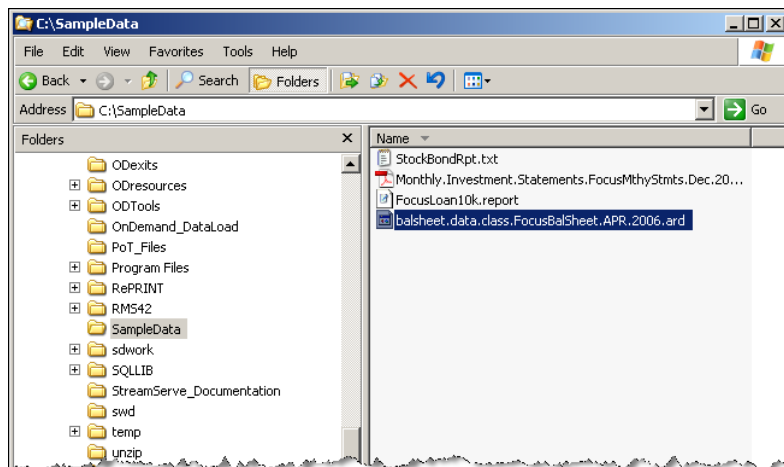 C:\SampleData
File Edit View Favorites Tools Help
Back Search Folders
Address C:\SampleData Go
Folders
ODexits
ODresources
ODTools
OnDemand_DataLoad
PoT_Files
Program Files
RePRINT
RMS42
SampleData
sdwork
SQLLIB
StreamServe_Documentation
swd
temp
unzip
Name
StockBondRpt.txt
Monthly.Investment.Statements.FocusMthyStmts.Dec.20...
FocusLoan10k.report
balsheet.data.class.FocusBalSheet.APR.2006.ard